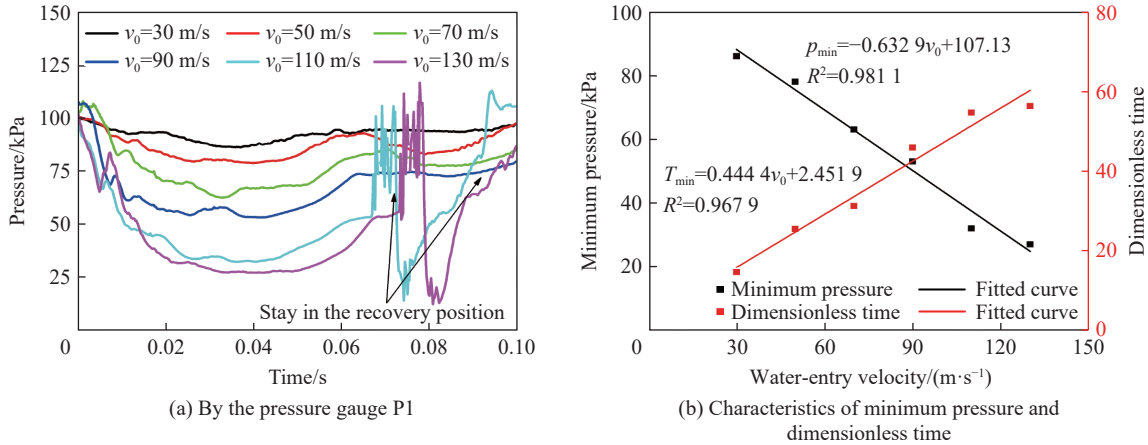 150
125
100
75
50
25
0
0.02
0.04
0.06
0.08
0.10
Pressure/kPa
Time/s
v₀=30 m/s
v₀=50 m/s
v₀=70 m/s
v₀=90 m/s
v₀=110 m/s
v₀=130 m/s
Stay in the recovery position
(a) By the pressure gauge P1
100
80
60
40
20
0
30
60
90
120
150
80
60
40
20
0
Minimum pressure/kPa
Dimensionless time
Water-entry velocity/(m·s⁻¹)
pmin=−0.632 9v₀+107.13
R²=0.981 1
Tmin=0.444 4v₀+2.451 9
R²=0.967 9
Minimum pressure
Fitted curve
Dimensionless time
Fitted curve
(b) Characteristics of minimum pressure and
dimensionless time